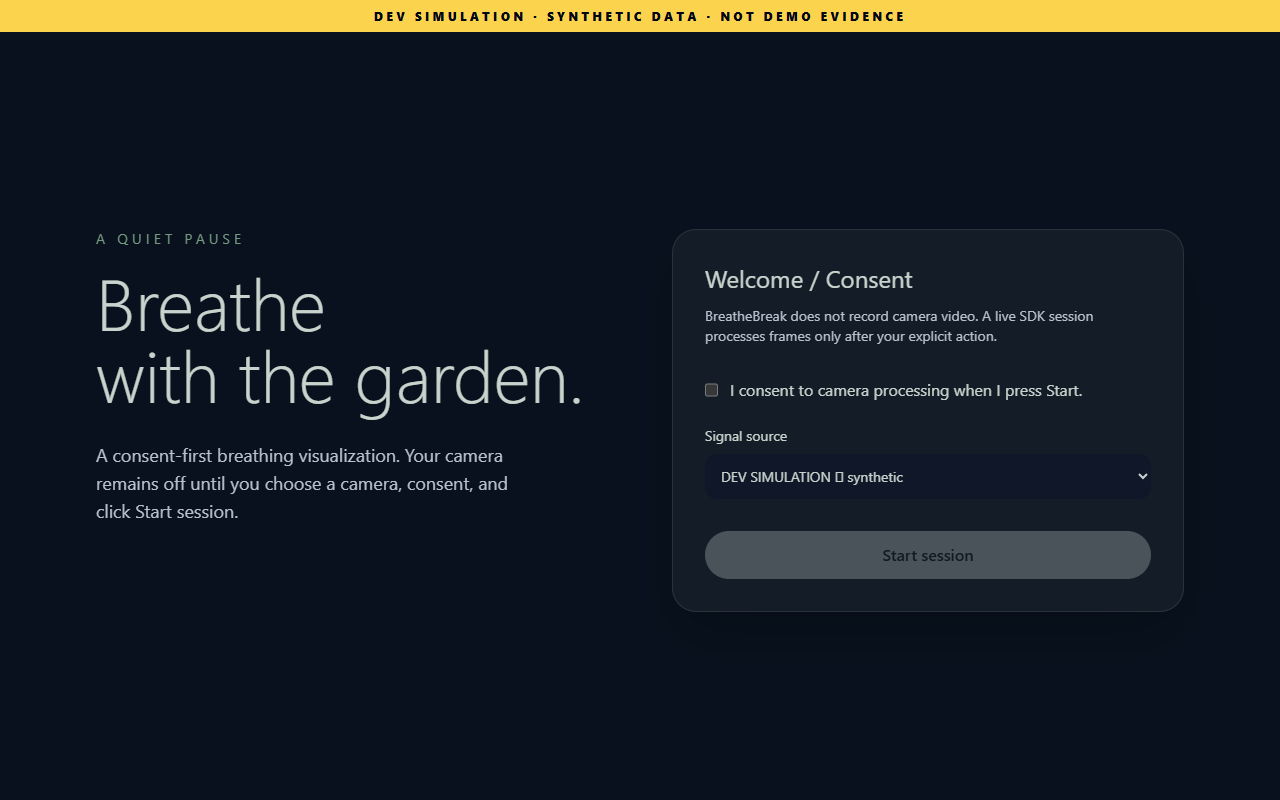 DEV SIMULATION · SYNTHETIC DATA · NOT DEMO EVIDENCE
A QUIET PAUSE
Breathe
with the garden.
A consent-first breathing visualization. Your camera
remains off until you choose a camera, consent, and
click Start session.
Welcome / Consent
BreatheBreak does not record camera video. A live SDK session
processes frames only after your explicit action.
I consent to camera processing when I press Start.
Signal source
DEV SIMULATION synthetic
Start session